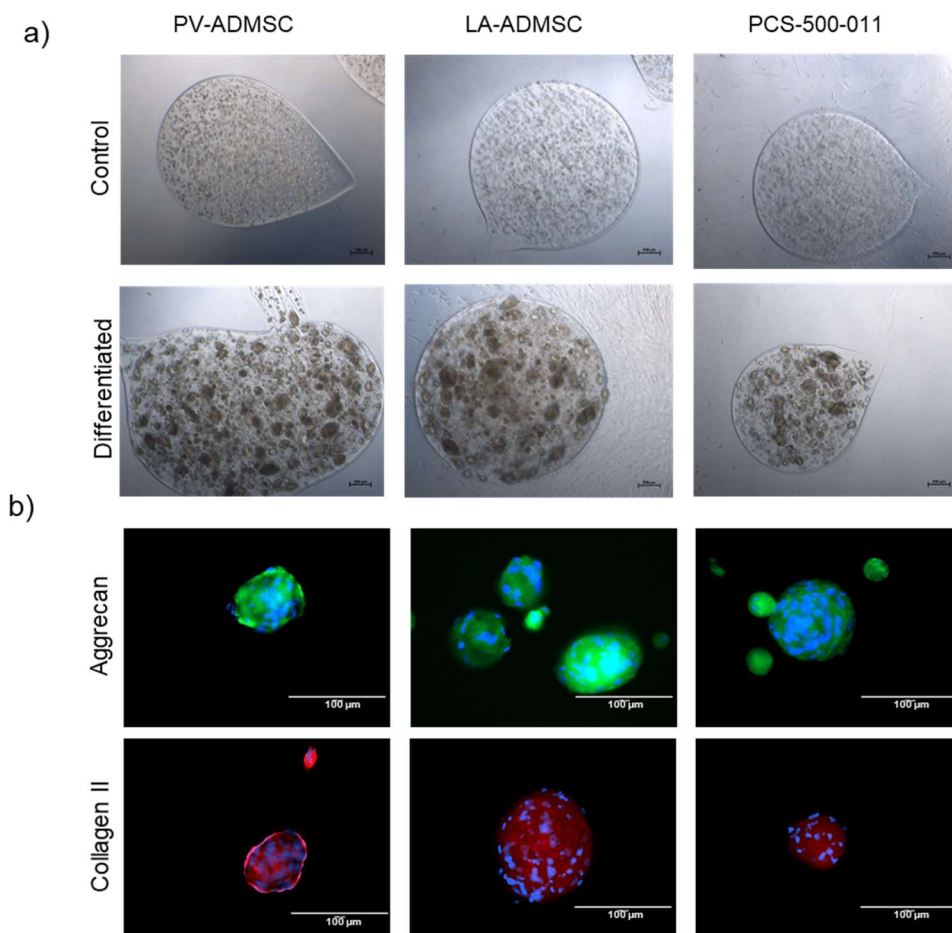 a)
PV-ADMSC
LA-ADMSC
PCS-500-011
Control
Differentiated
b)
Aggrecan
100 µm
100 µm
100 µm
Collagen II
100 µm
100 µm
100 µm